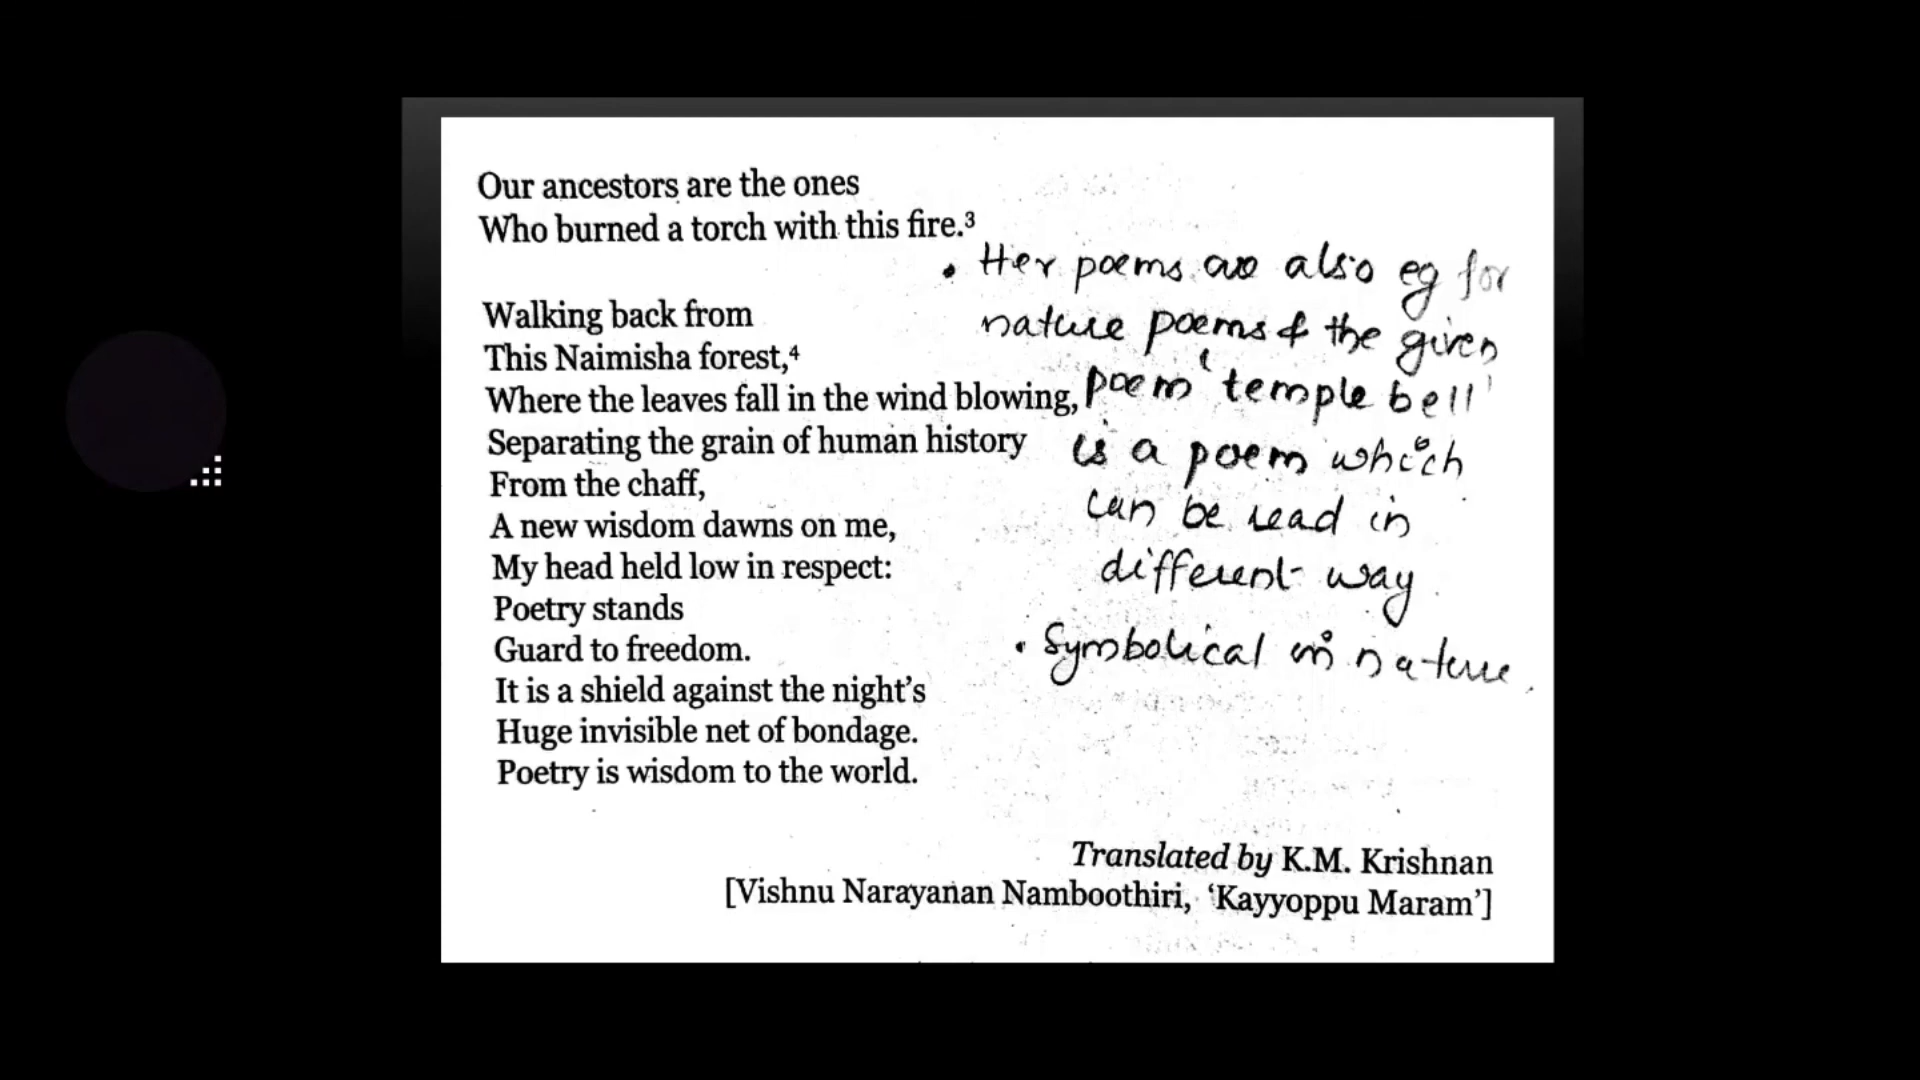 Our ancestors are the ones
Who burned a torch with this fire.³
• Her poems are also eg for
nature poems & the given
poem 'temple bell'
is a poem which
can be read in
different way
• Symbolical in nature.
Walking back from
This Naimisha forest,⁴
Where the leaves fall in the wind blowing,
Separating the grain of human history
From the chaff,
A new wisdom dawns on me,
My head held low in respect:
Poetry stands
Guard to freedom.
It is a shield against the night's
Huge invisible net of bondage.
Poetry is wisdom to the world.
Translated by K.M. Krishnan
[Vishnu Narayanan Namboothiri, 'Kayyoppu Maram']